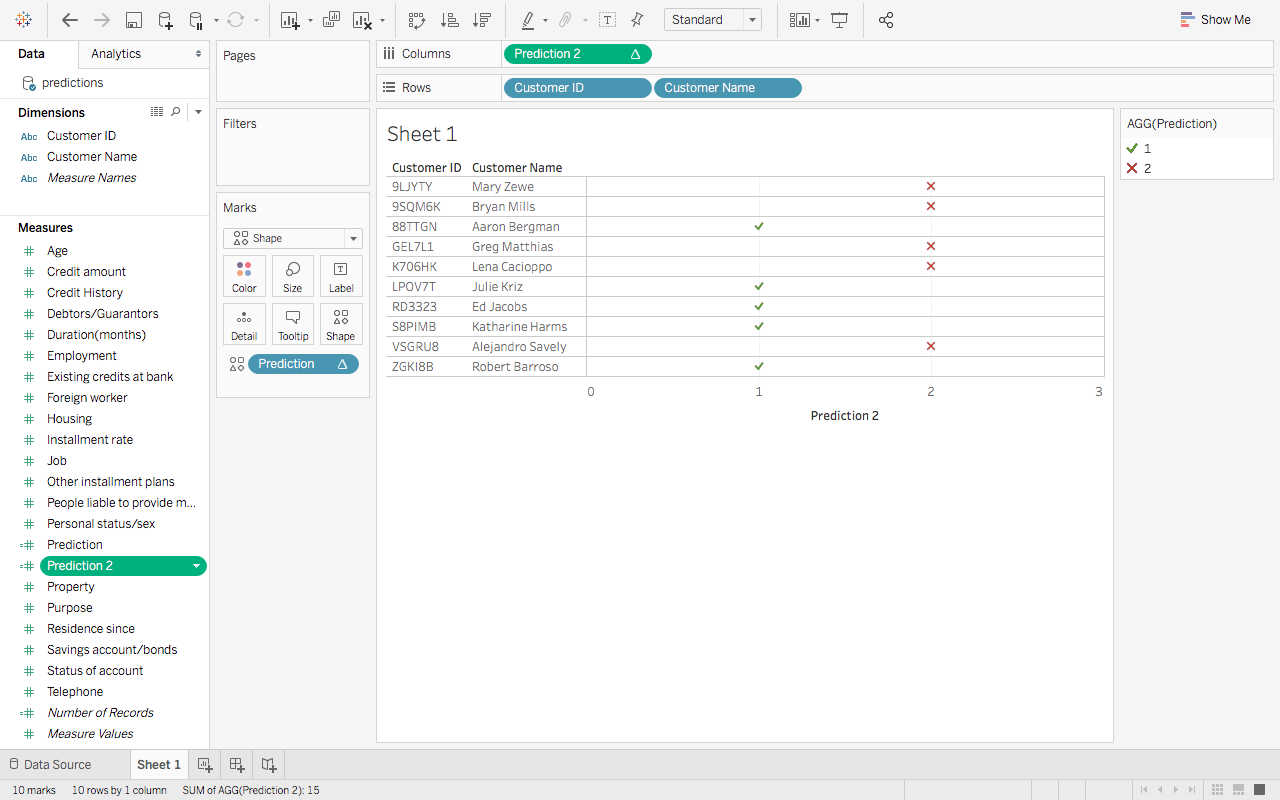 Standard
Show Me
Data
Analytics
predictions
Dimensions
Abc Customer ID
Abc Customer Name
Abc Measure Names
Measures
Age
Credit amount
Credit History
Debtors/Guarantors
Duration(months)
Employment
Existing credits at bank
Foreign worker
Housing
Installment rate
Job
Other installment plans
People liable to provide m...
Personal status/sex
Prediction
Prediction 2
Property
Purpose
Residence since
Savings account/bonds
Status of account
Telephone
Number of Records
Measure Values
Pages
Filters
Marks
Shape
Color Size Label
Detail Tooltip Shape
Prediction
Columns Prediction 2
Rows Customer ID Customer Name
Sheet 1
Customer ID Customer Name
9LJYTY Mary Zewe
9SQM6K Bryan Mills
88TTGN Aaron Bergman
GEL7L1 Greg Matthias
K706HK Lena Cacioppo
LPOV7T Julie Kriz
RD3323 Ed Jacobs
S8PIMB Katharine Harms
VSGRU8 Alejandro Savely
ZGKI8B Robert Barroso
0 1 2 3
Prediction 2
AGG(Prediction)
1
2
Data Source Sheet 1
10 marks 10 rows by 1 column SUM of AGG(Prediction 2): 15